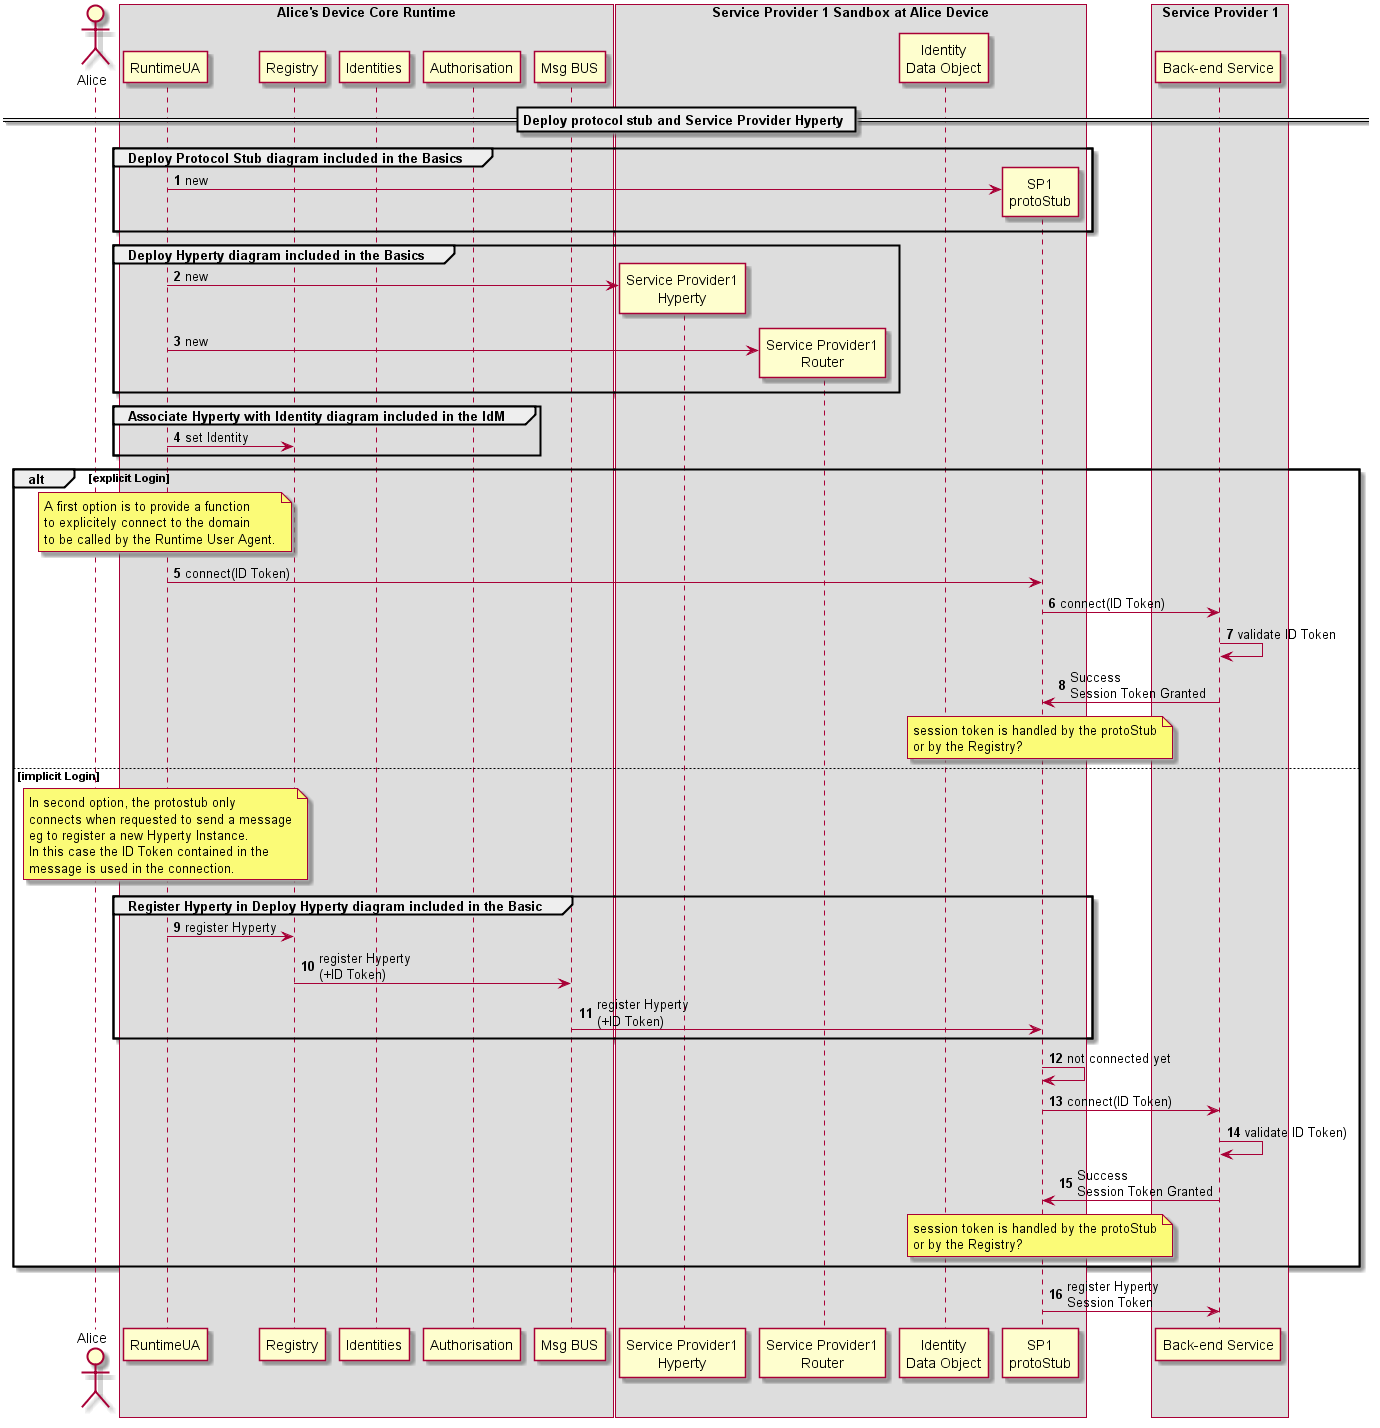 Alice's Device Core Runtime
Service Provider 1 Sandbox at Alice Device
Service Provider 1
Alice
RuntimeUA
Registry
Identities
Authorisation
Msg BUS
Identity
Data Object
Back-end Service
Deploy protocol stub and Service Provider Hyperty
Deploy Protocol Stub diagram included in the Basics
1 new
SP1
protoStub
Deploy Hyperty diagram included in the Basics
2 new
Service Provider1
Hyperty
3 new
Service Provider1
Router
Associate Hyperty with Identity diagram included in the IdM
4 set Identity
alt [explicit Login]
A first option is to provide a function
to explicitely connect to the domain
to be called by the Runtime User Agent.
5 connect(ID Token)
6 connect(ID Token)
7 validate ID Token
8 Success
Session Token Granted
session token is handled by the protoStub
or by the Registry?
[implicit Login]
In second option, the protostub only
connects when requested to send a message
eg to register a new Hyperty Instance.
In this case the ID Token contained in the
message is used in the connection.
Register Hyperty in Deploy Hyperty diagram included in the Basic
9 register Hyperty
10 register Hyperty
(+ID Token)
11 register Hyperty
(+ID Token)
12 not connected yet
13 connect(ID Token)
14 validate ID Token)
15 Success
Session Token Granted
session token is handled by the protoStub
or by the Registry?
16 register Hyperty
Session Token
Alice
RuntimeUA
Registry
Identities
Authorisation
Msg BUS
Service Provider1
Hyperty
Service Provider1
Router
Identity
Data Object
SP1
protoStub
Back-end Service